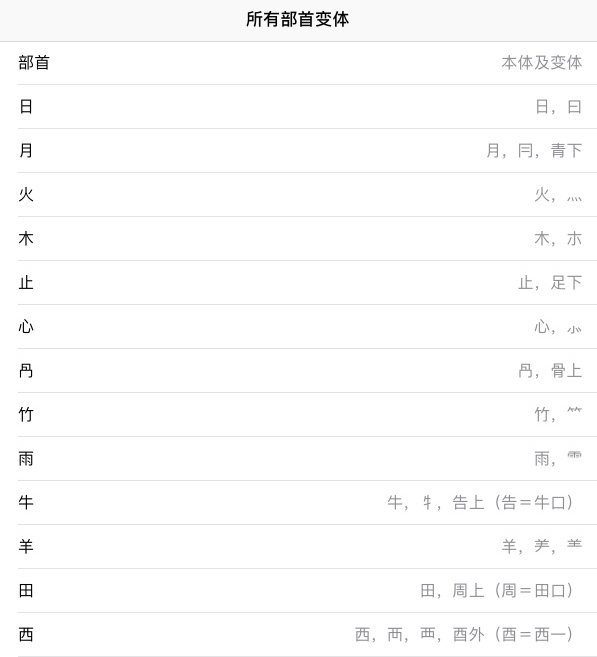 所有部首变体
部首 本体及变体
日 日，曰
月 月，冃，青下
火 火，灬
木 木，朩
止 止，足下
心 心，㣺
冎 冎，骨上
竹 竹，⺮
雨 雨，⻗
牛 牛，牜，告上（告＝牛口）
羊 羊，⺶，⺷
田 田，周上（周＝田口）
西 西，襾，覀，酉外（酉＝西一）